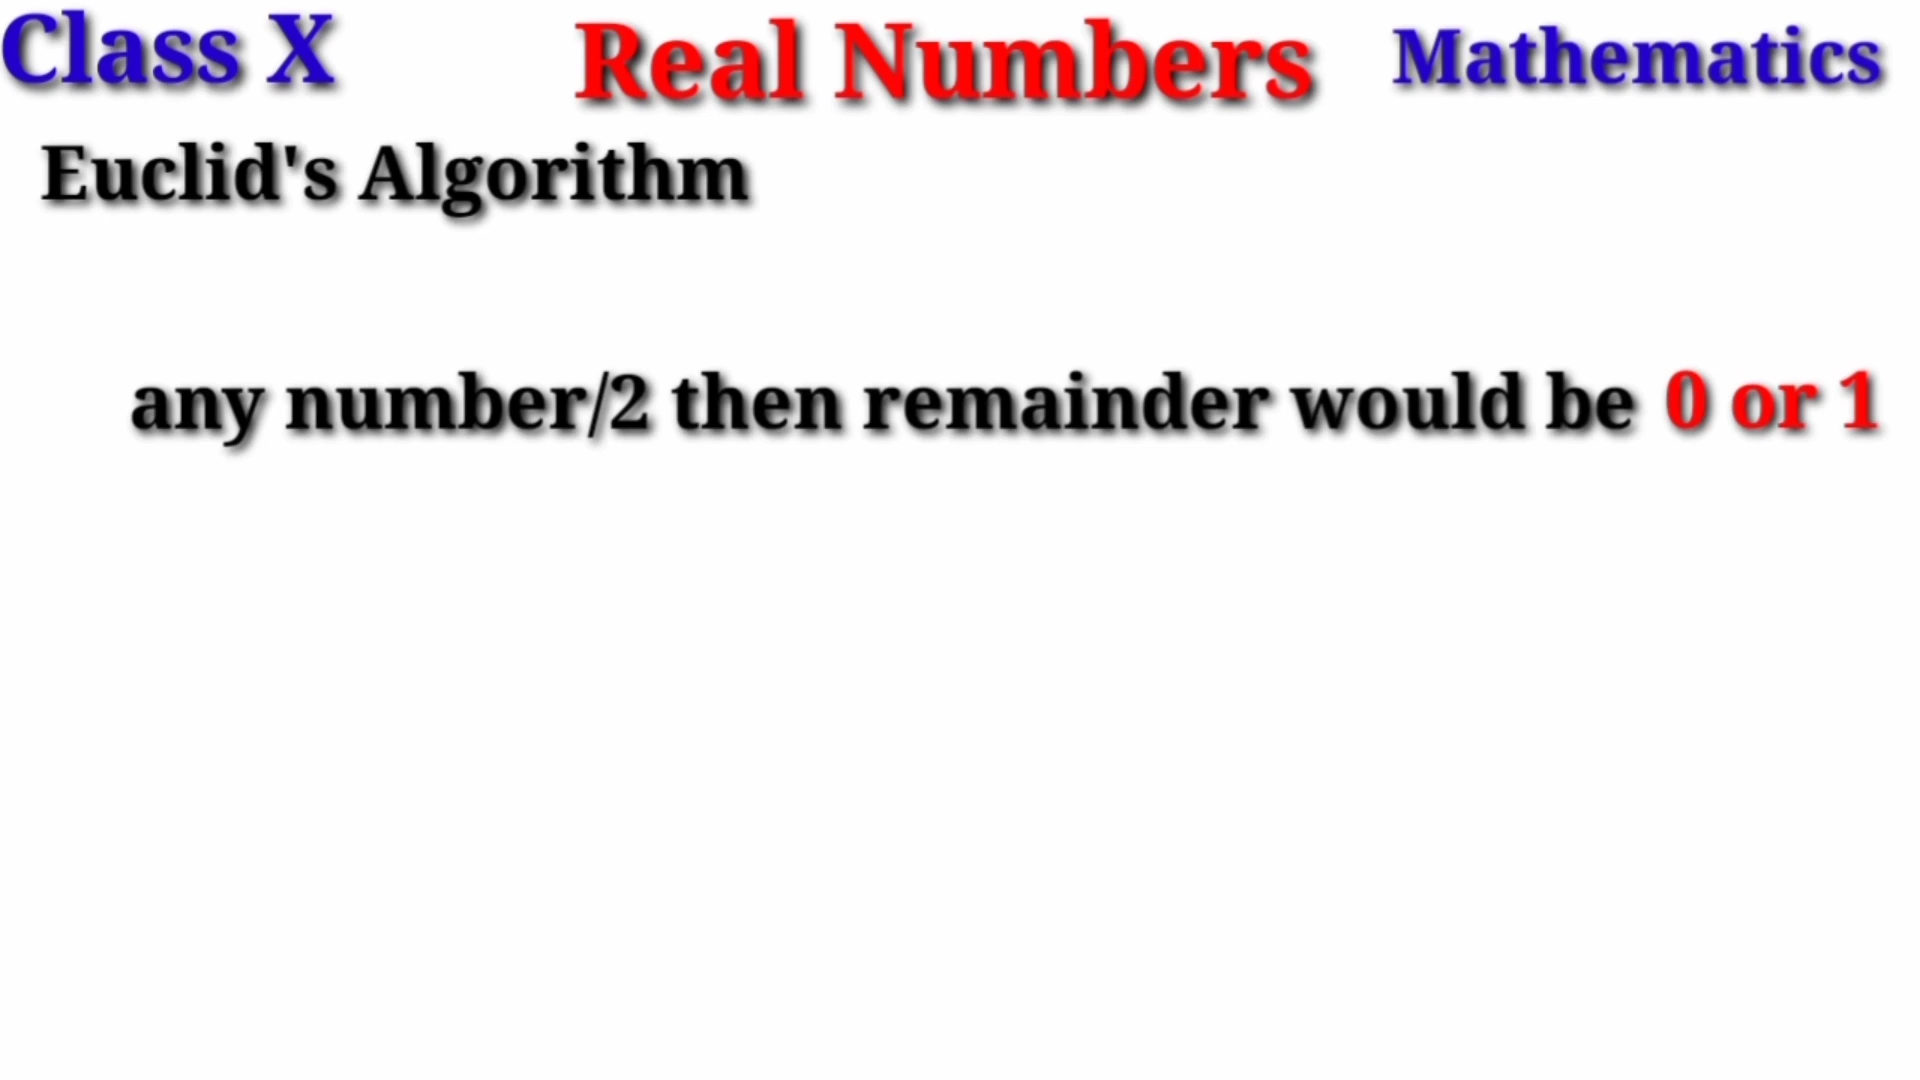 Class X Real Numbers Mathematics
Euclid's Algorithm
any number/2 then remainder would be 0 or 1